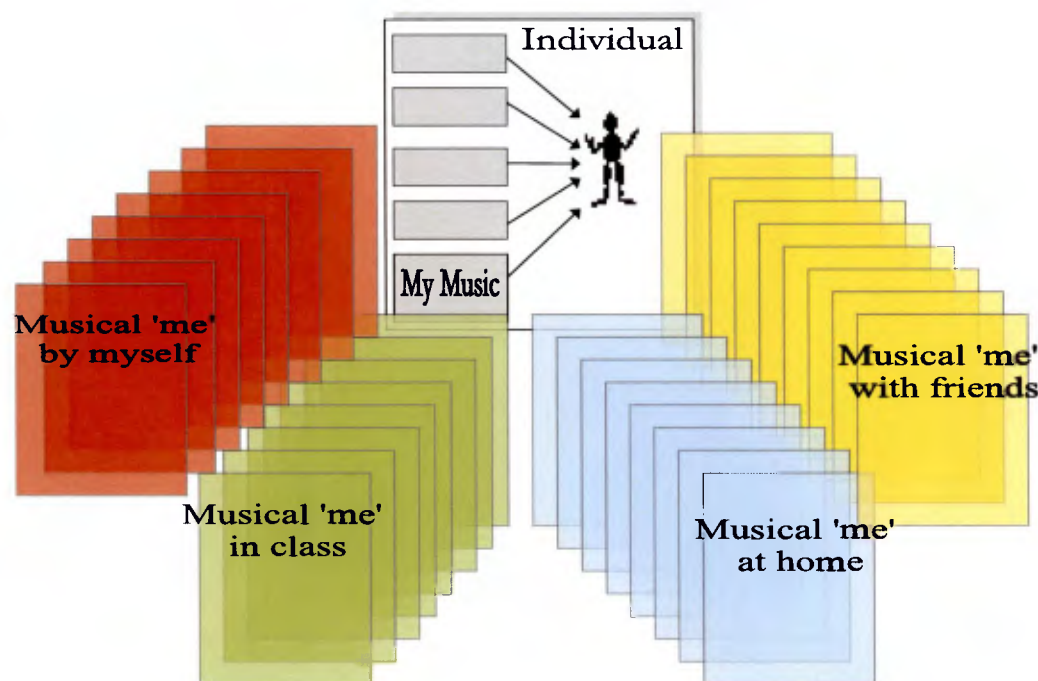 Individual
My Music
Musical 'me'
by myself
Musical 'me'
with friends
Musical 'me'
in class
Musical 'me'
at home